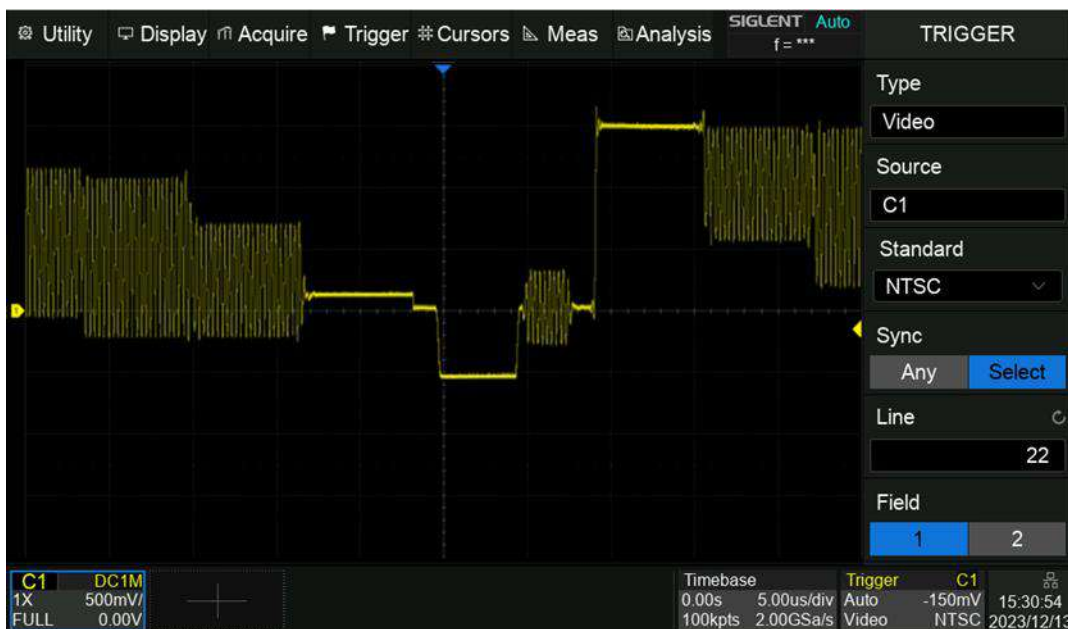 Utility Display Acquire Trigger Cursors Meas Analysis SIGLENT Auto
f = ***
TRIGGER
Type
Video
Source
C1
Standard
NTSC
Sync
Any Select
Line
22
Field
1 2
C1 DC1M
1X 500mV/
FULL 0.00V
Timebase
0.00s 5.00us/div
100kpts 2.00GSa/s
Trigger C1
Auto -150mV
Video NTSC
15:30:54
2023/12/13